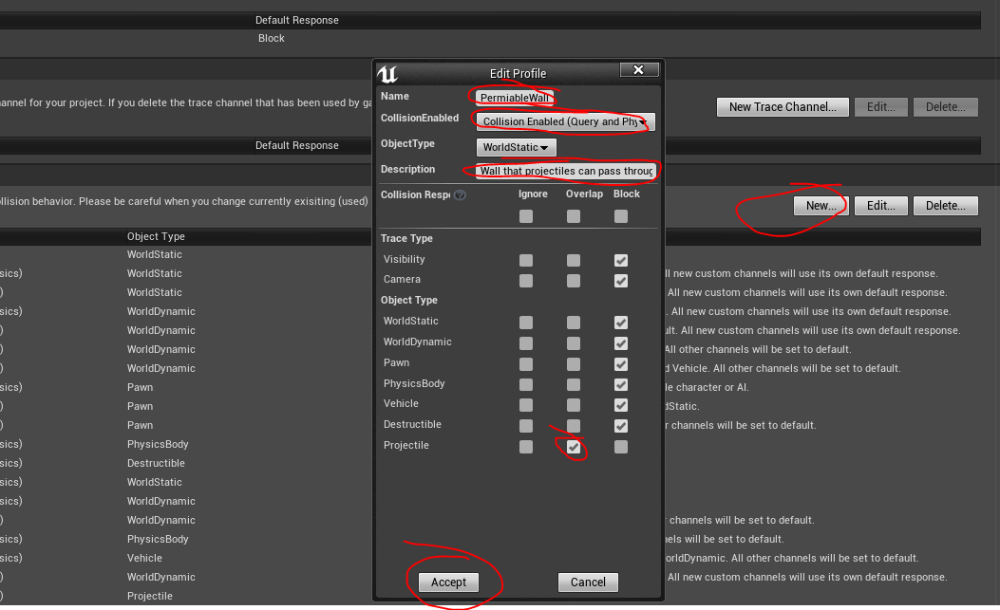 Default Response
Block
Edit Profile
Name PermiableWall
annel for your project. If you delete the trace channel that has been used by ga
New Trace Channel... Edit... Delete...
CollisionEnabled Collision Enabled (Query and Phy
ObjectType WorldStatic
Default Response
Description Wall that projectiles can pass throug
Collision Respo Ignore Overlap Block
ollision behavior. Please be careful when you change currently exisiting (used)
New... Edit... Delete...
Object Type
Trace Type
WorldStatic
Visibility
sics) WorldStatic ll new custom channels will use its own default response.
Camera
) WorldStatic All new custom channels will use its own default response.
Object Type
sics) WorldDynamic . All new custom channels will use its own default response.
WorldStatic
) WorldDynamic ult. All new custom channels will use its own default response.
WorldDynamic
) WorldDynamic All other channels will be set to default.
Pawn
) WorldDynamic d Vehicle. All other channels will be set to default.
PhysicsBody
sics) Pawn le character or AI.
Vehicle
) Pawn dStatic.
Destructible
) Pawn r channels will be set to default.
Projectile
sics) PhysicsBody
sics) Destructible
sics) WorldStatic
sics) WorldDynamic
) WorldDynamic r channels will be set to default.
sics) PhysicsBody nels will be set to default.
sics) Vehicle orldDynamic. All other channels will be set to default.
) WorldDynamic All new custom channels will use its own default response.
Accept Cancel
) Projectile